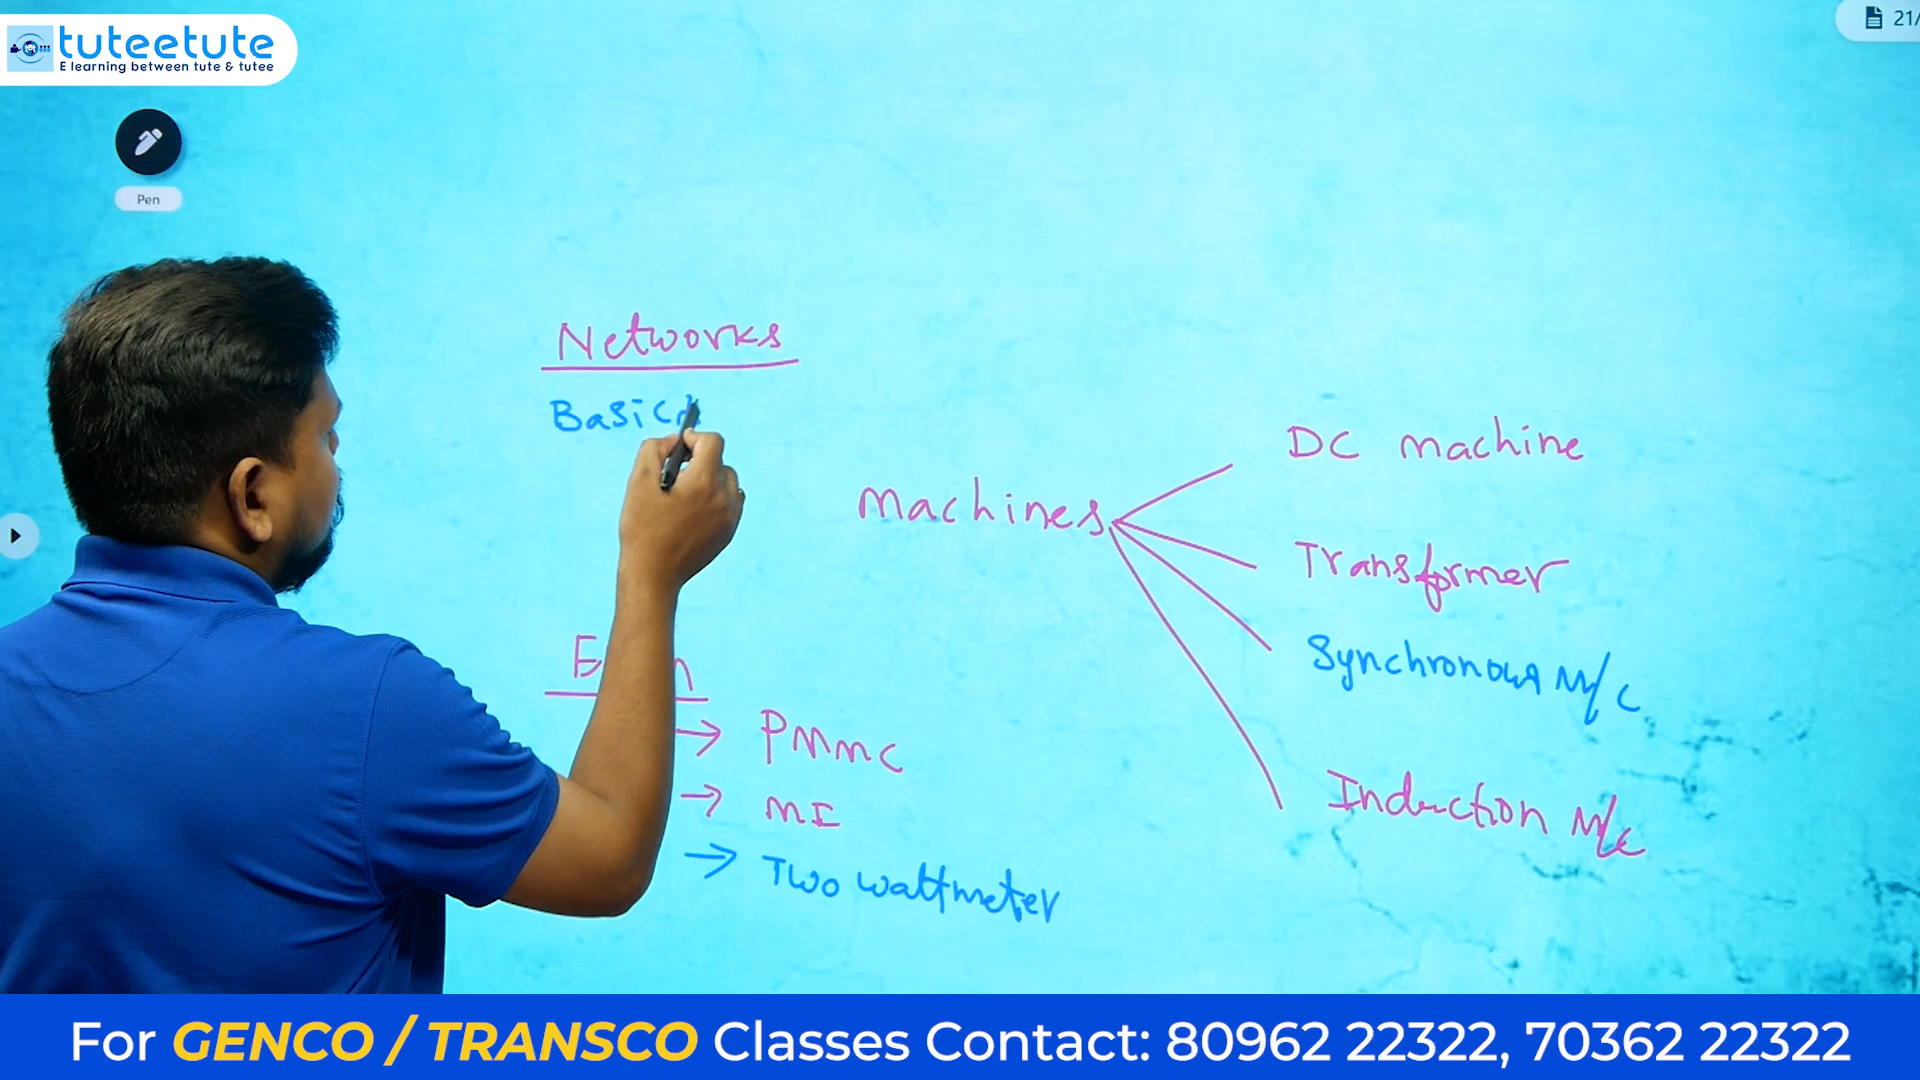 tuteetute
E learning between tute & tutee
21/
Pen
Networks
Basic
Machines
DC machine
Transformer
Synchronous M/C
Induction M/C
→ PMMC
→ MI
→ Two wattmeter
For GENCO / TRANSCO Classes Contact: 80962 22322, 70362 22322